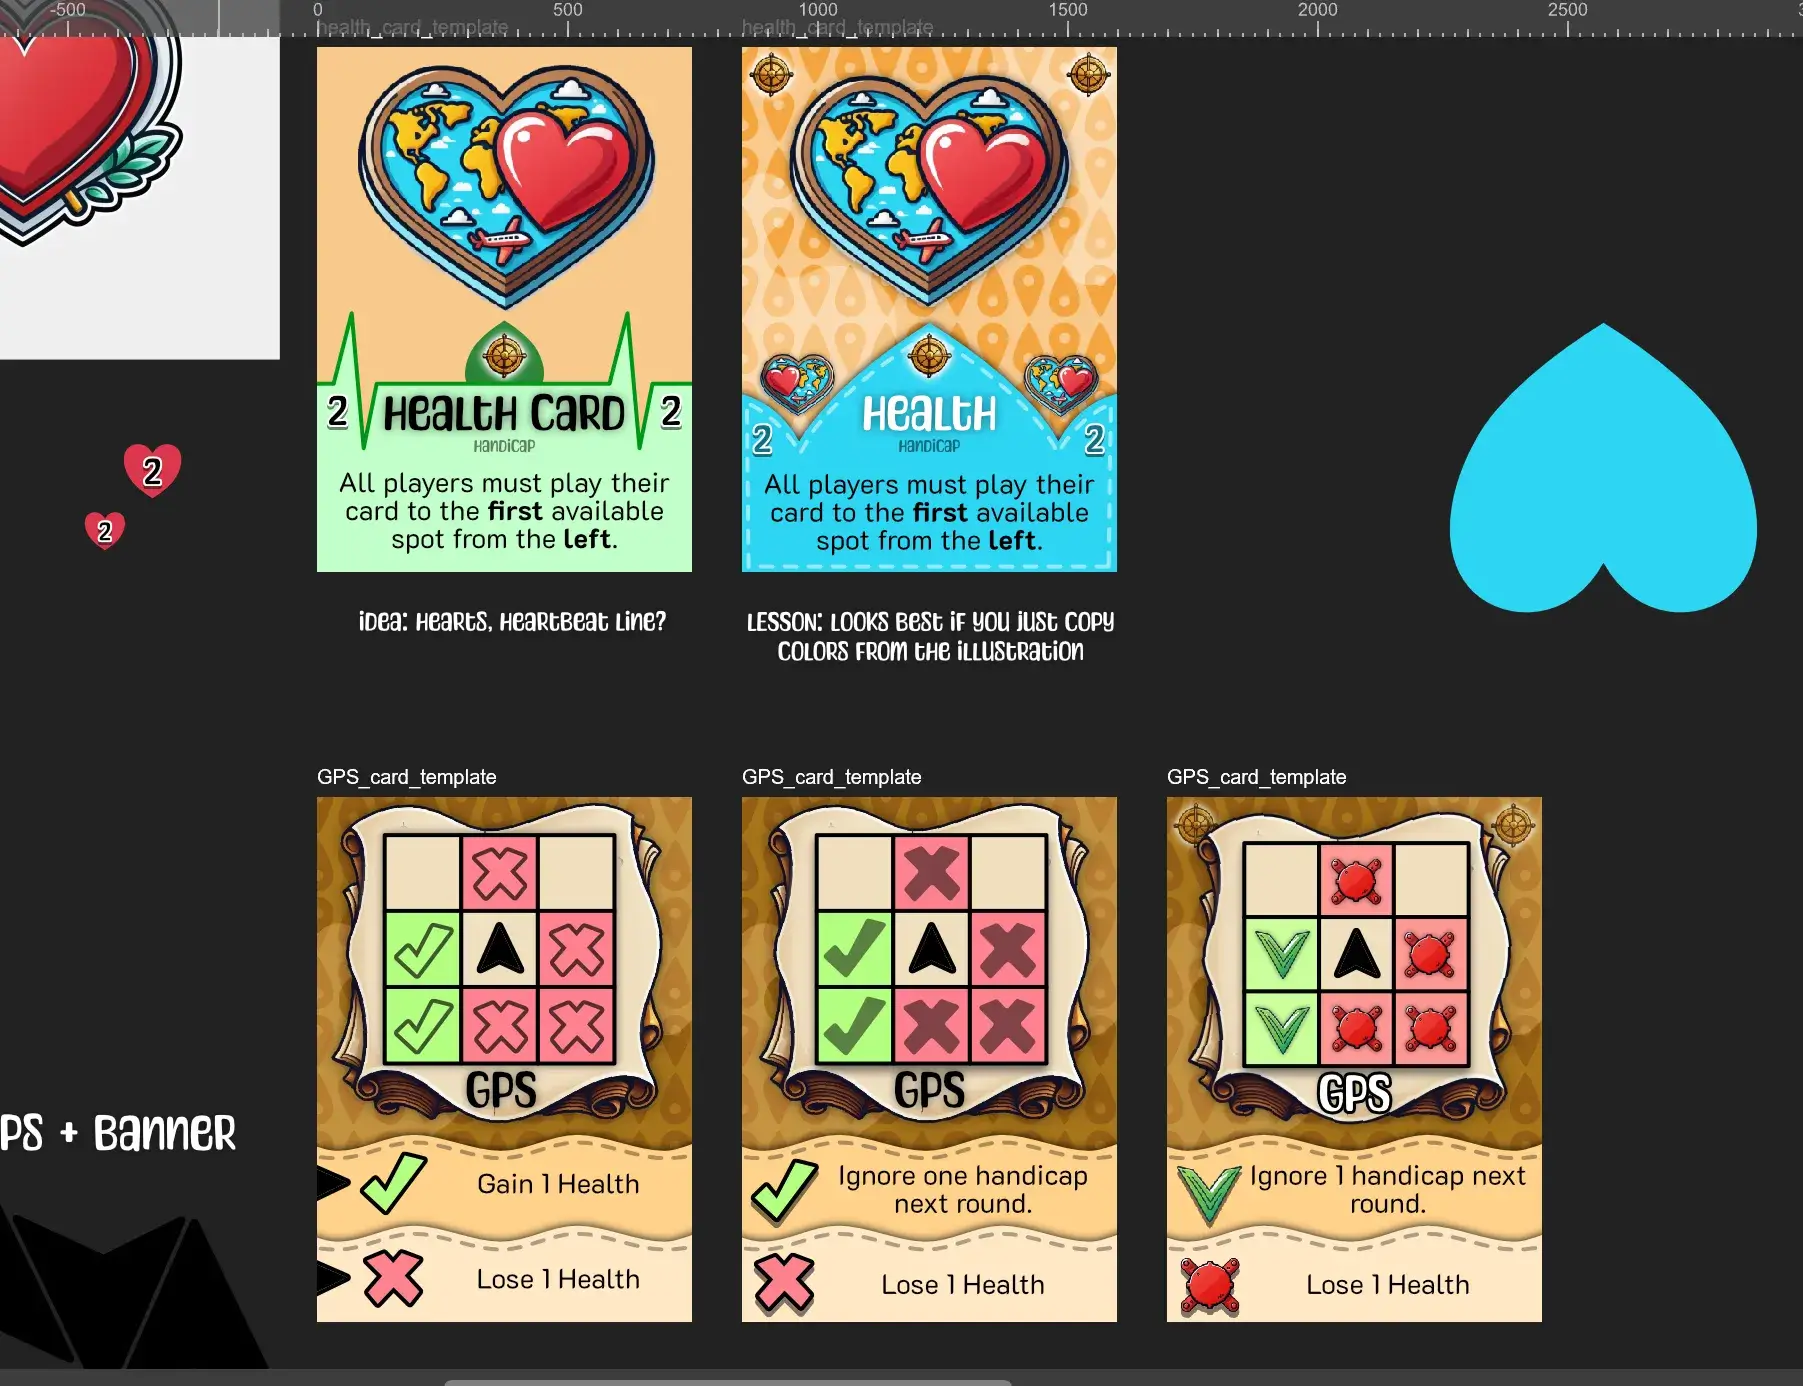 -500
0
500
1000
1500
2000
2500
health_card_template
health_card_template
2
HEALTH CARD
2
HANDICAP
All players must play their
card to the first available
spot from the left.
HEALTH
2
2
HANDICAP
All players must play their
card to the first available
spot from the left.
2
2
IDEA: HEARTS, HEARTBEAT LINE?
LESSON: LOOKS BEST IF YOU JUST COPY
COLORS FROM THE ILLUSTRATION
GPS_card_template
GPS_card_template
GPS_card_template
GPS
Gain 1 Health
Lose 1 Health
GPS
Ignore one handicap
next round.
Lose 1 Health
GPS
Ignore 1 handicap next
round.
Lose 1 Health
PS + BANNER